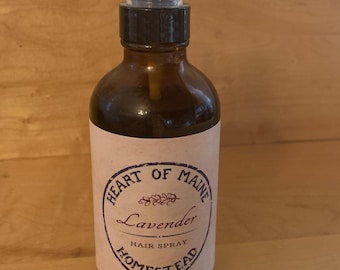 HEART OF MAINE
Lavender
HAIR SPRAY
HOMESTEAD